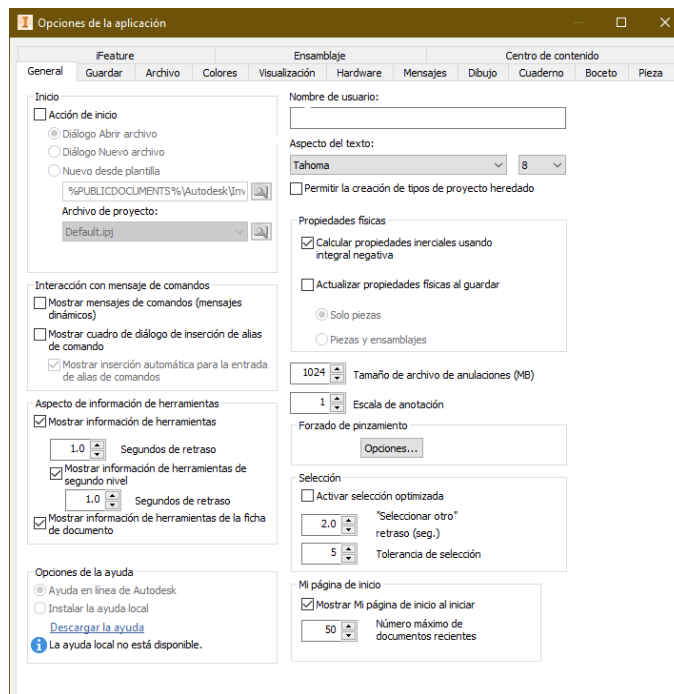 Opciones de la aplicación
iFeature
Ensamblaje
Centro de contenido
General
Guardar
Archivo
Colores
Visualización
Hardware
Mensajes
Dibujo
Cuaderno
Boceto
Pieza
Inicio
Acción de inicio
Diálogo Abrir archivo
Diálogo Nuevo archivo
Nuevo desde plantilla
%PUBLICDOCUMENTS%\Autodesk\Inv
Archivo de proyecto:
Default.ipj
Interacción con mensaje de comandos
Mostrar mensajes de comandos (mensajes
dinámicos)
Mostrar cuadro de diálogo de inserción de alias
de comando
Mostrar inserción automática para la entrada
de alias de comandos
Aspecto de información de herramientas
Mostrar información de herramientas
1.0 Segundos de retraso
Mostrar información de herramientas de
segundo nivel
1.0 Segundos de retraso
Mostrar información de herramientas de la ficha
de documento
Opciones de la ayuda
Ayuda en línea de Autodesk
Instalar la ayuda local
Descargar la ayuda
La ayuda local no está disponible.
Nombre de usuario:
Aspecto del texto:
Tahoma
8
Permitir la creación de tipos de proyecto heredado
Propiedades físicas
Calcular propiedades inerciales usando
integral negativa
Actualizar propiedades físicas al guardar
Solo piezas
Piezas y ensamblajes
1024 Tamaño de archivo de anulaciones (MB)
1 Escala de anotación
Forzado de pinzamiento
Opciones...
Selección
Activar selección optimizada
2.0 "Seleccionar otro"
retraso (seg.)
5 Tolerancia de selección
Mi página de inicio
Mostrar Mi página de inicio al iniciar
50 Número máximo de
documentos recientes